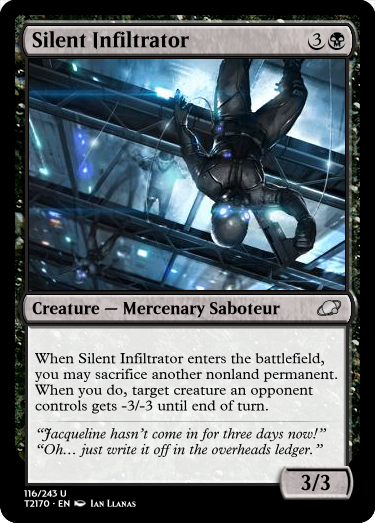 Silent Infiltrator 3
Creature — Mercenary Saboteur
When Silent Infiltrator enters the battlefield,
you may sacrifice another nonland permanent.
When you do, target creature an opponent
controls gets -3/-3 until end of turn.
“Jacqueline hasn’t come in for three days now!”
“Oh… just write it off in the overheads ledger.”
3/3
116/243 U
T2170 • EN Ian Llanas